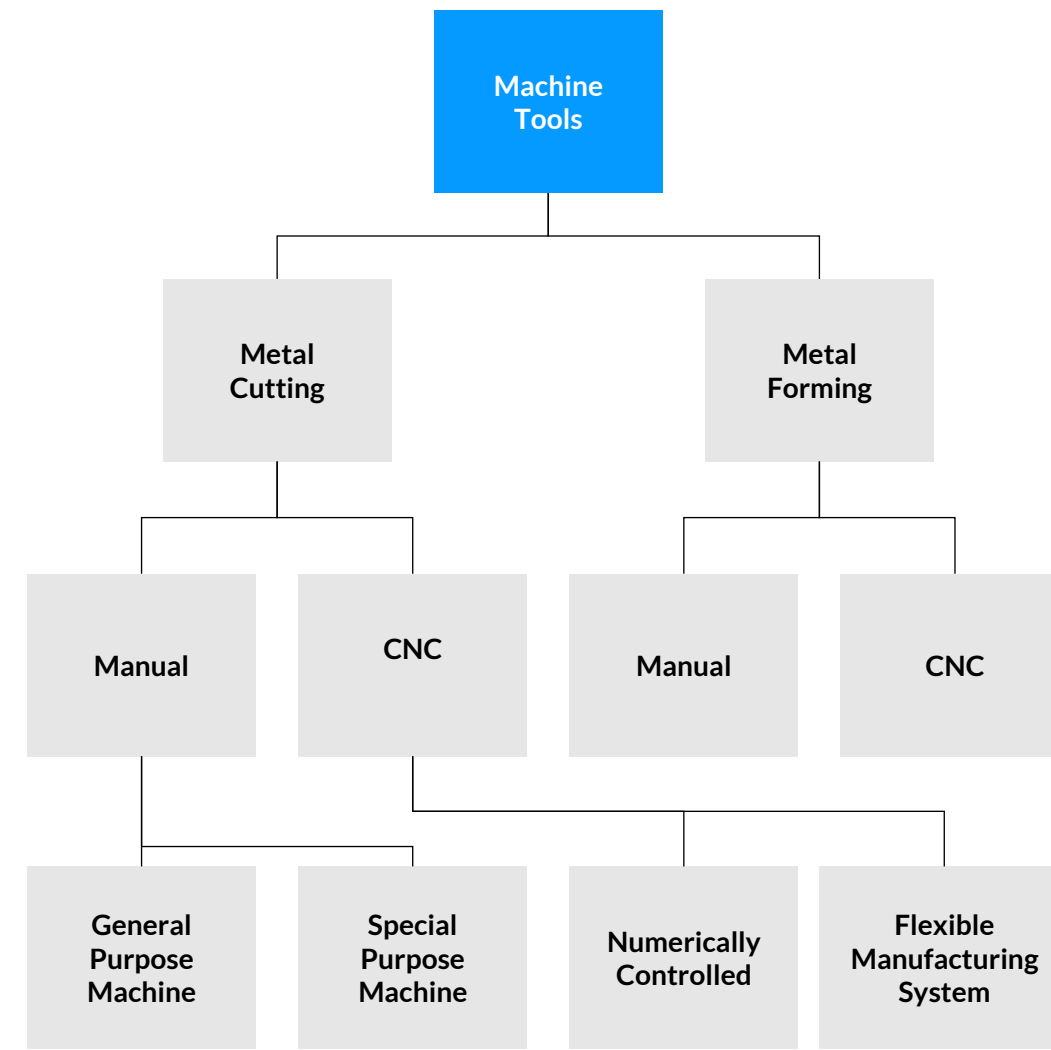 Machine
Tools
Metal
Cutting
Metal
Forming
Manual
CNC
Manual
CNC
General
Purpose
Machine
Special
Purpose
Machine
Numerically
Controlled
Flexible
Manufacturing
System